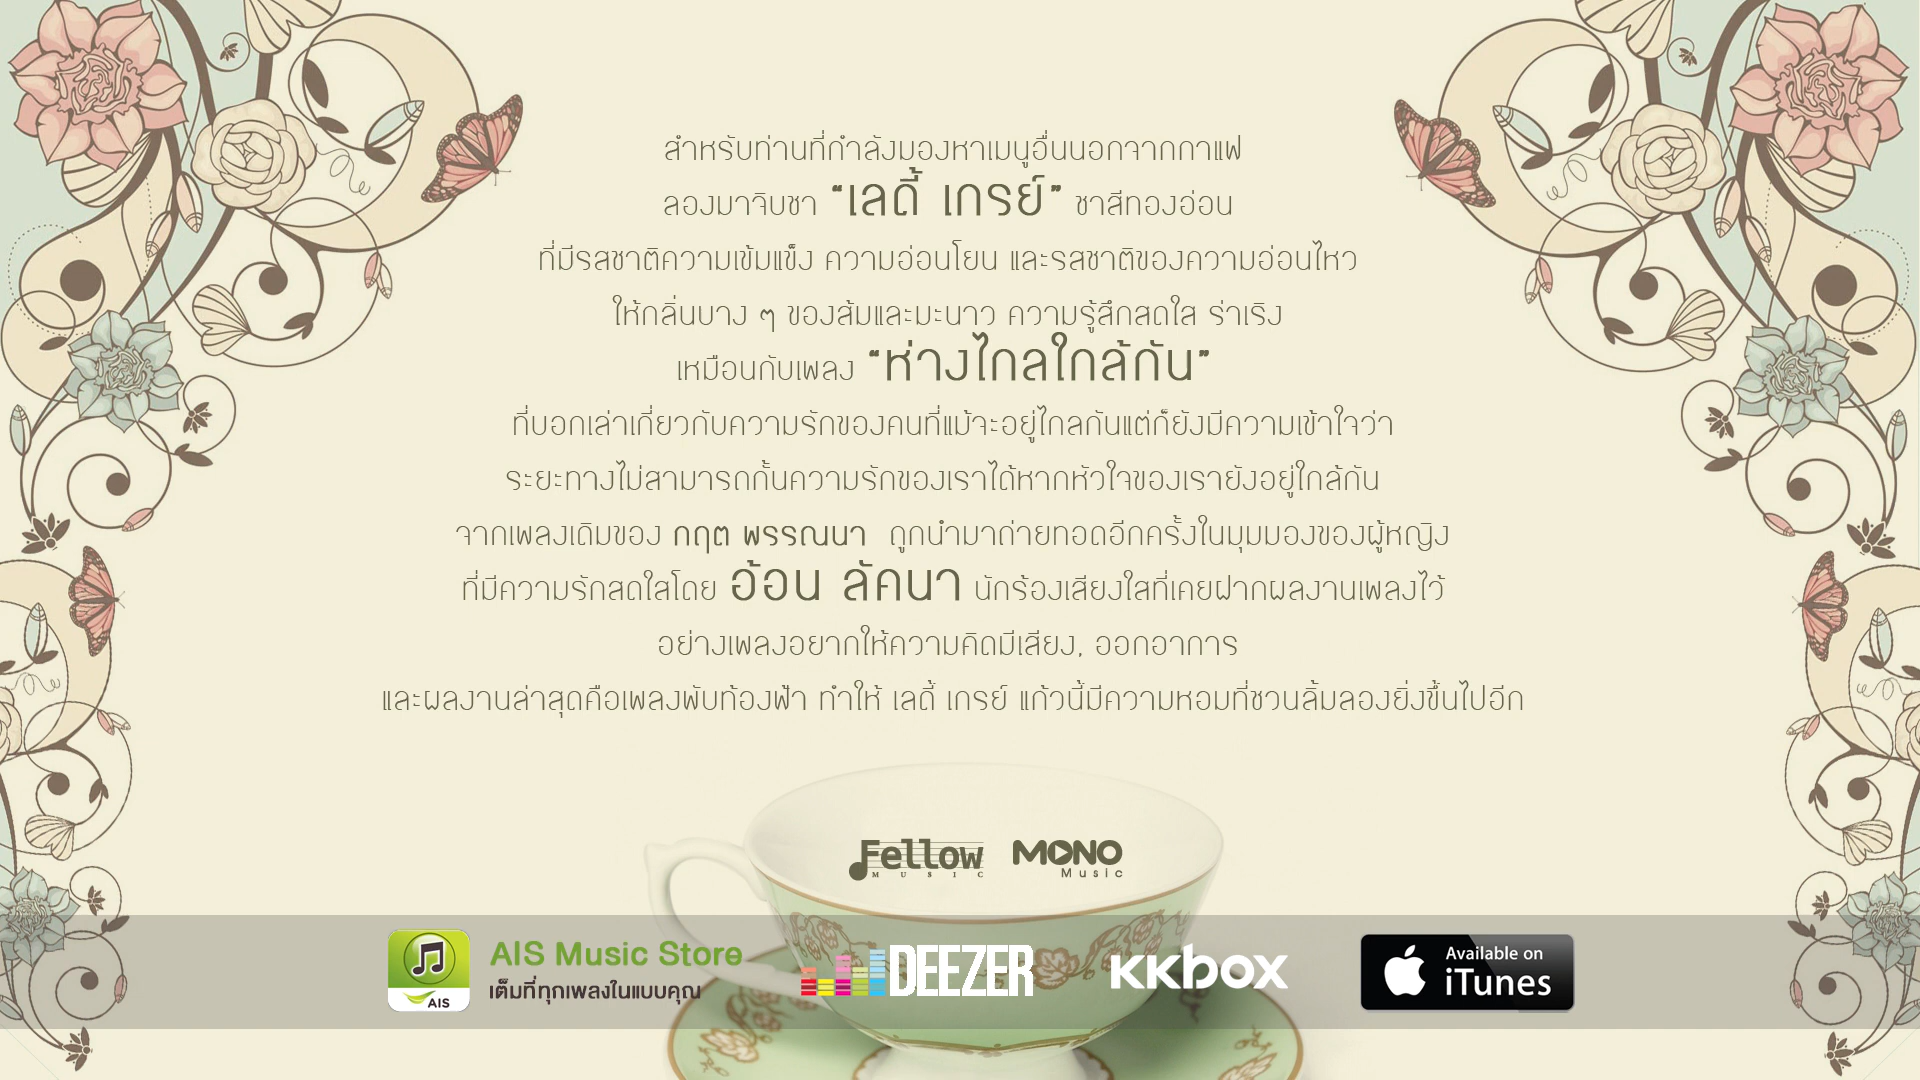 สำหรับท่านที่กำลังมองหาเมนูอื่นนอกจากกาแฟ
ลองมาจิบชา “เลดี้ เกรย์” ชาสีทองอ่อน
ที่มีรสชาติความเข้มแข็ง ความอ่อนโยน และรสชาติของความอ่อนไหว
ให้กลิ่นบาง ๆ ของส้มและมะนาว ความรู้สึกสดใส ร่าเริง
เหมือนกับเพลง “ห่างไกลใกล้กัน”
ที่บอกเล่าเกี่ยวกับความรักของคนที่แม้จะอยู่ไกลกันแต่ก็ยังมีความเข้าใจว่า
ระยะทางไม่สามารถกั้นความรักของเราได้หากหัวใจของเรายังอยู่ใกล้กัน
จากเพลงเดิมของ กฤต พรรณนา ถูกนำมาถ่ายทอดอีกครั้งในมุมมองของผู้หญิง
ที่มีความรักสดใสโดย อ้อน ลัคนา นักร้องเสียงใสที่เคยฝากผลงานเพลงไว้
อย่างเพลงอยากให้ความคิดมีเสียง, ออกอาการ
และผลงานล่าสุดคือเพลงพับท้องฟ้า ทำให้ เลดี้ เกรย์ แก้วนี้มีความหอมที่ชวนลิ้มลองยิ่งขึ้นไปอีก
Fellow MUSIC MONO Music
AIS AIS Music Store
เต็มที่ทุกเพลงในแบบคุณ
DEEZER
KKBOX
Available on
iTunes